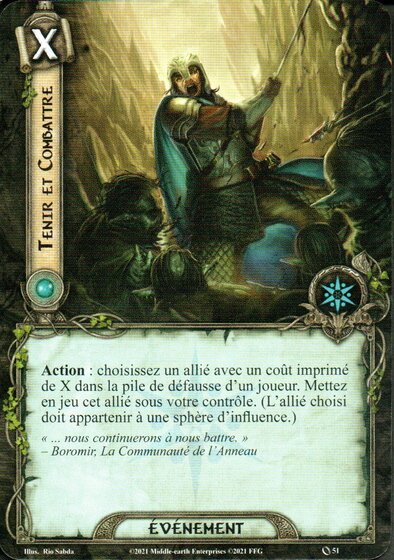 X
TENIR ET COMBATTRE
Action : choisissez un allié avec un coût imprimé
de X dans la pile de défausse d'un joueur. Mettez
en jeu cet allié sous votre contrôle. (L'allié choisi
doit appartenir à une sphère d'influence.)
« ... nous continuerons à nous battre. »
– Boromir, La Communauté de l'Anneau
ÉVÉNEMENT
Illus. Rio Sabda
©2021 Middle-earth Enterprises ©2021 FFG
51